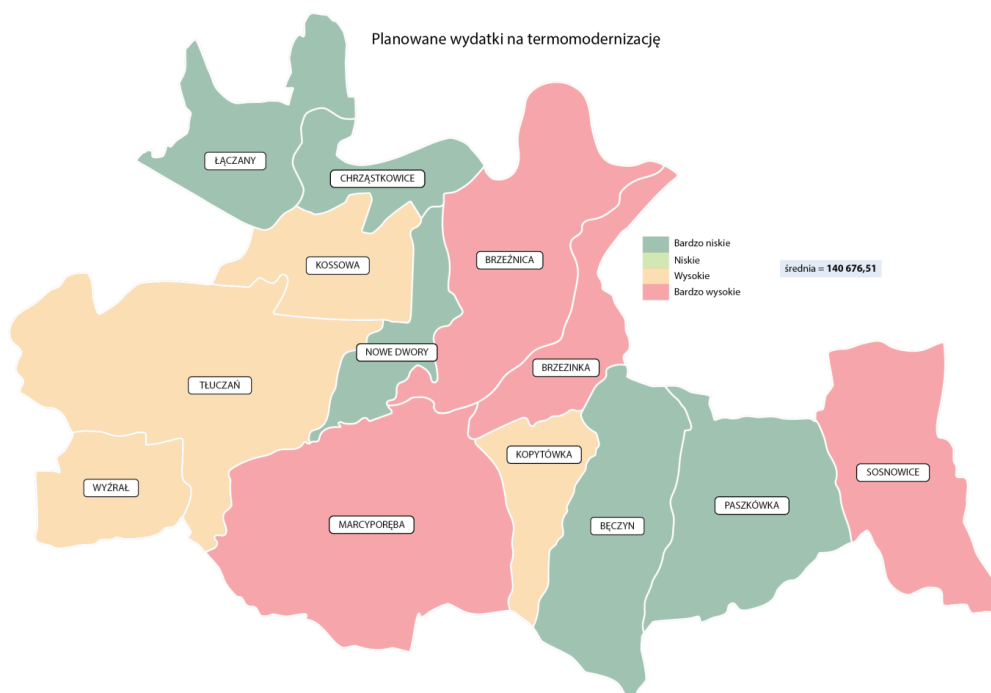 Planowane wydatki na termomodernizację
ŁĄCZANY
CHRZĄSTKOWICE
KOSSOWA
BRZEŹNICA
Bardzo niskie
Niskie
Wysokie
Bardzo wysokie
średnia = 140 676,51
NOWE DWORY
BRZEZINKA
TŁUCZAŃ
KOPYTÓWKA
WYŹRAŁ
SOSNOWICE
PASZKÓWKA
MARCYPORĘBA
BĘCZYN